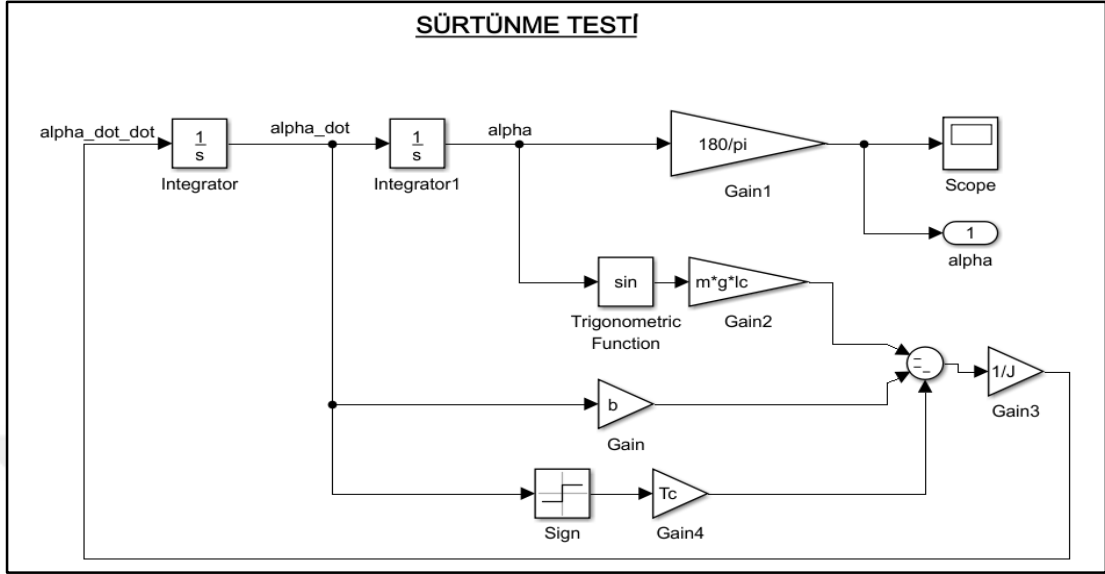 SÜRTÜNME TESTİ
alpha_dot_dot
1
s
Integrator
alpha_dot
1
s
Integrator1
alpha
180/pi
Gain1
Scope
1
alpha
sin
Trigonometric
Function
m*g*lc
Gain2
b
Gain
1/J
Gain3
Sign
Tc
Gain4